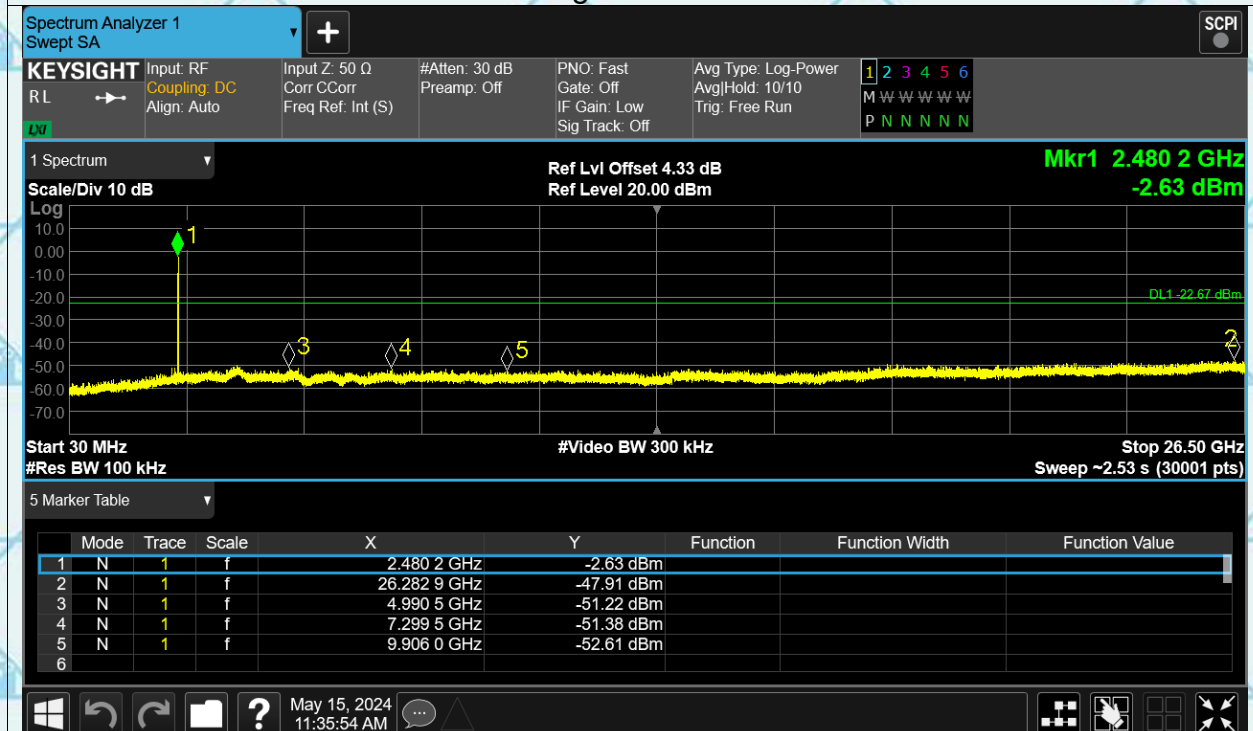 Spectrum Analyzer 1
Swept SA
+
SCPI
KEYSIGHT
RL
LXI
Input: RF
Coupling: DC
Align: Auto
Input Z: 50 Ω
Corr CCorr
Freq Ref: Int (S)
#Atten: 30 dB
Preamp: Off
PNO: Fast
Gate: Off
IF Gain: Low
Sig Track: Off
Avg Type: Log-Power
Avg|Hold: 10/10
Trig: Free Run
1 2 3 4 5 6
M W W W W W
P N N N N N
1 Spectrum
Scale/Div 10 dB
Ref Lvl Offset 4.33 dB
Ref Level 20.00 dBm
Mkr1 2.480 2 GHz
-2.63 dBm
Log
10.0
0.00
-10.0
-20.0
-30.0
-40.0
-50.0
-60.0
-70.0
1
3
4
5
2
DL1 -22.67 dBm
Start 30 MHz
#Video BW 300 kHz
Stop 26.50 GHz
#Res BW 100 kHz
Sweep ~2.53 s (30001 pts)
5 Marker Table
Mode Trace Scale X Y Function Function Width Function Value
1 N 1 f 2.480 2 GHz -2.63 dBm
2 N 1 f 26.282 9 GHz -47.91 dBm
3 N 1 f 4.990 5 GHz -51.22 dBm
4 N 1 f 7.299 5 GHz -51.38 dBm
5 N 1 f 9.906 0 GHz -52.61 dBm
6
?
May 15, 2024
11:35:54 AM